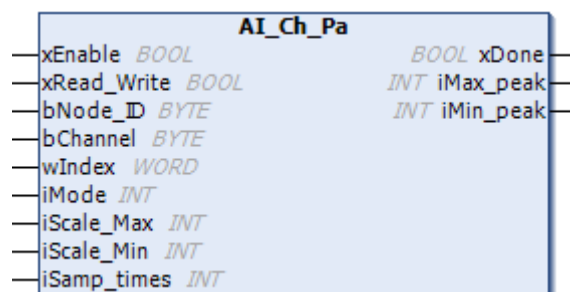 AI_Ch_Pa
xEnable BOOL BOOL xDone
xRead_Write BOOL INT iMax_peak
bNode_ID BYTE INT iMin_peak
bChannel BYTE
wIndex WORD
iMode INT
iScale_Max INT
iScale_Min INT
iSamp_times INT